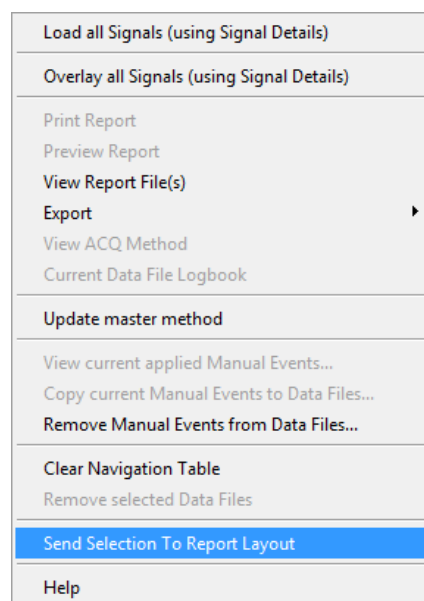 Load all Signals (using Signal Details)
Overlay all Signals (using Signal Details)
Print Report
Preview Report
View Report File(s)
Export
View ACQ Method
Current Data File Logbook
Update master method
View current applied Manual Events...
Copy current Manual Events to Data Files...
Remove Manual Events from Data Files...
Clear Navigation Table
Remove selected Data Files
Send Selection To Report Layout
Help